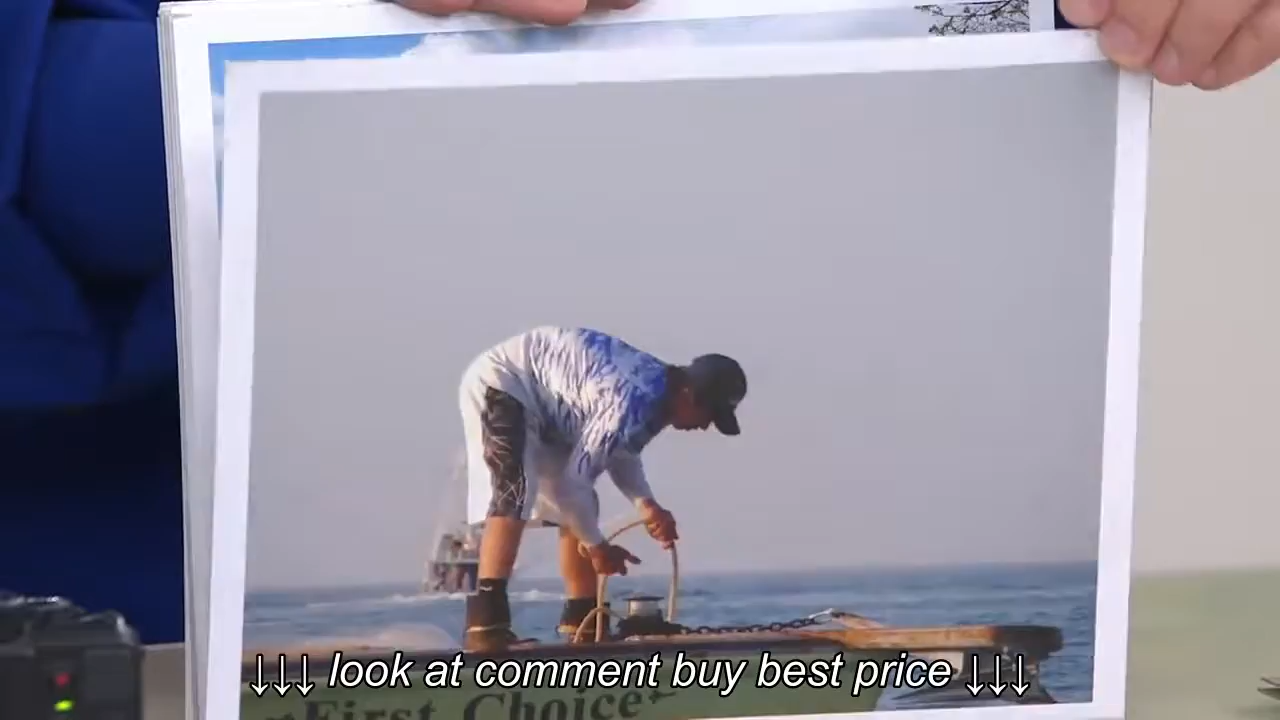 ↓↓↓ look at comment buy best price ↓↓↓
First Choice